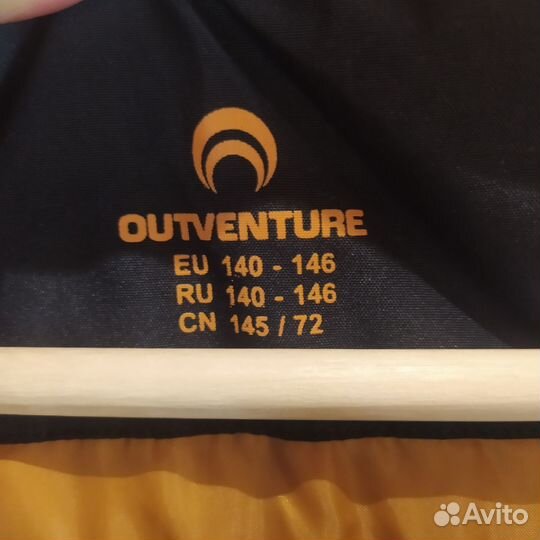 OUTVENTURE
EU 140 - 146
RU 140 - 146
CN 145 / 72
Avito